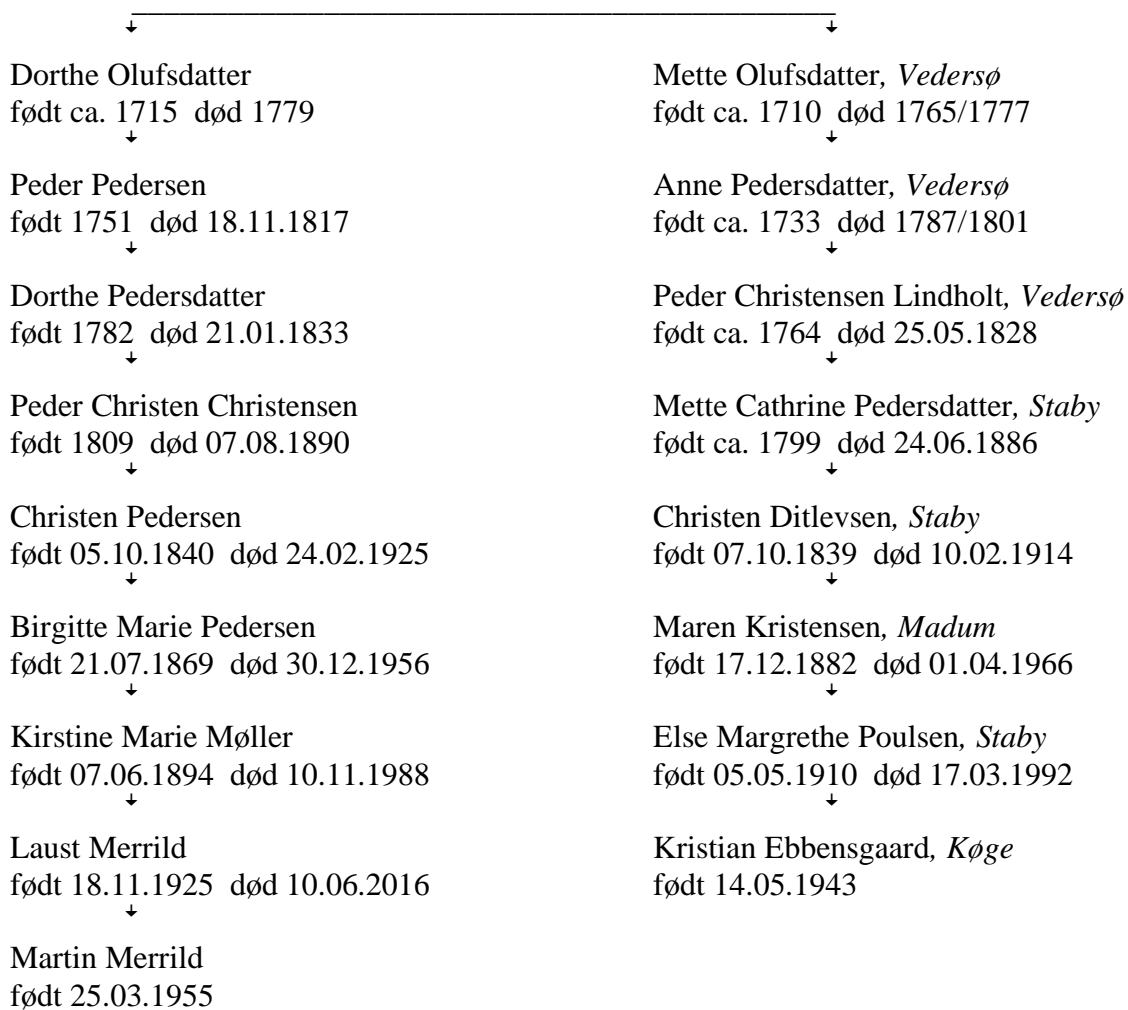 Dorthe Olufsdatter
født ca. 1715 død 1779
Peder Pedersen
født 1751 død 18.11.1817
Dorthe Pedersdatter
født 1782 død 21.01.1833
Peder Christen Christensen
født 1809 død 07.08.1890
Christen Pedersen
født 05.10.1840 død 24.02.1925
Birgitte Marie Pedersen
født 21.07.1869 død 30.12.1956
Kirstine Marie Møller
født 07.06.1894 død 10.11.1988
Laust Merrild
født 18.11.1925 død 10.06.2016
Martin Merrild
født 25.03.1955
Mette Olufsdatter, Vedersø
født ca. 1710 død 1765/1777
Anne Pedersdatter, Vedersø
født ca. 1733 død 1787/1801
Peder Christensen Lindholt, Vedersø
født ca. 1764 død 25.05.1828
Mette Cathrine Pedersdatter, Staby
født ca. 1799 død 24.06.1886
Christen Ditlevsen, Staby
født 07.10.1839 død 10.02.1914
Maren Kristensen, Madum
født 17.12.1882 død 01.04.1966
Else Margrethe Poulsen, Staby
født 05.05.1910 død 17.03.1992
Kristian Ebbensgaard, Køge
født 14.05.1943